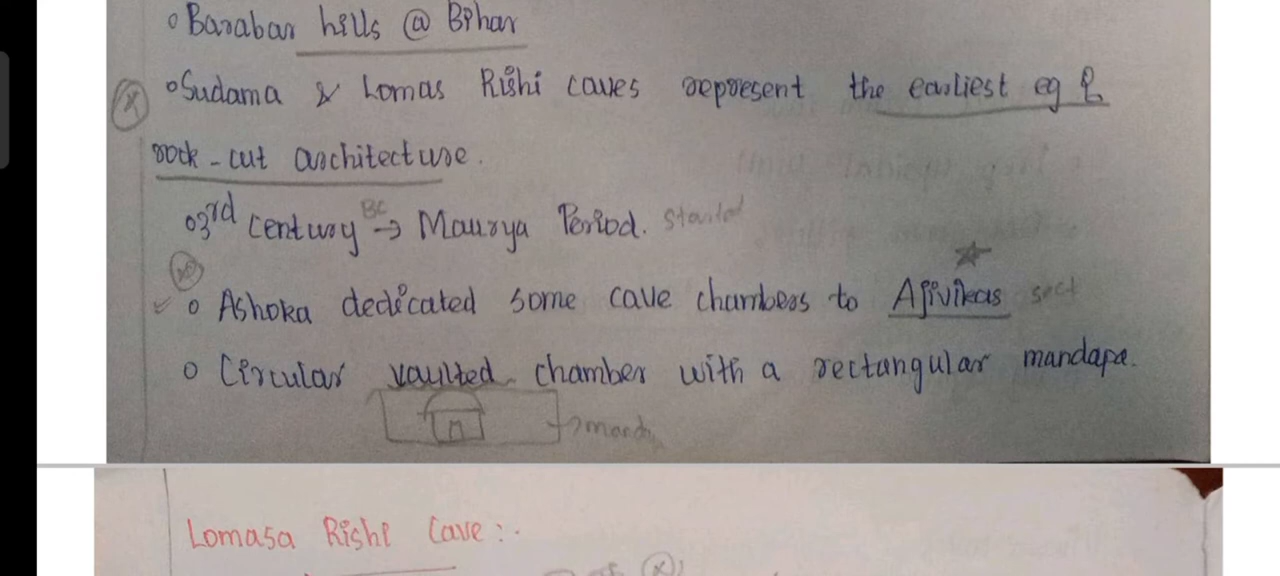 Barabar hills @ Bihar
Sudama & Lomas Rishi caves represent the earliest eg of
rock-cut architecture.
3rd century BC → Maurya Period. Started
Ashoka dedicated some cave chambers to Ajivikas sect
Circular vaulted chamber with a rectangular mandapa.
Lomasa Rishi Cave:-